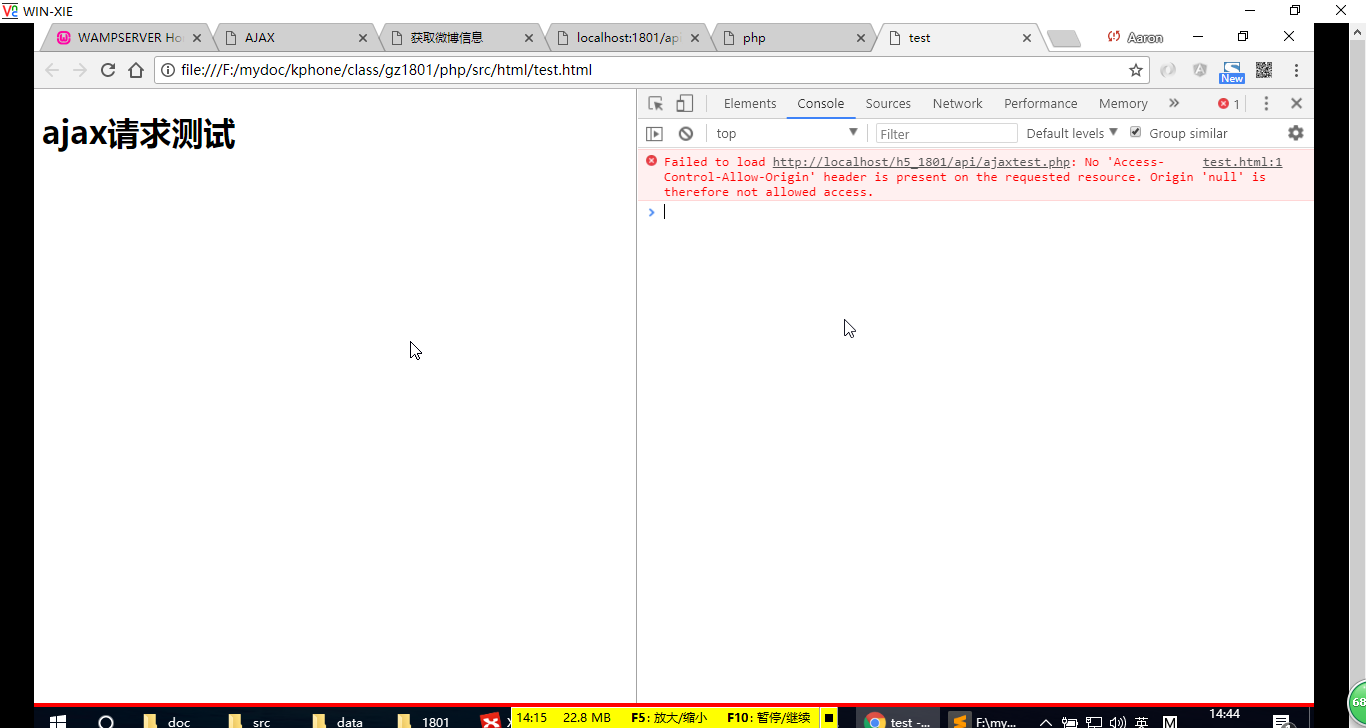 WIN-XIE
WAMPSERVER Ho
AJAX
获取微博信息
localhost:1801/api
php
test
Aaron
file:///F:/mydoc/kphone/class/gz1801/php/src/html/test.html
New
ajax请求测试
Elements Console Sources Network Performance Memory » 1
top Filter Default levels Group similar
Failed to load http://localhost/h5_1801/api/ajaxtest.php: No 'Access- test.html:1
Control-Allow-Origin' header is present on the requested resource. Origin 'null' is
therefore not allowed access.
68
doc src data 1801 14:15 22.8 MB F5: 放大/缩小 F10: 暂停/继续 test -... F:\my... 英 M 14:44